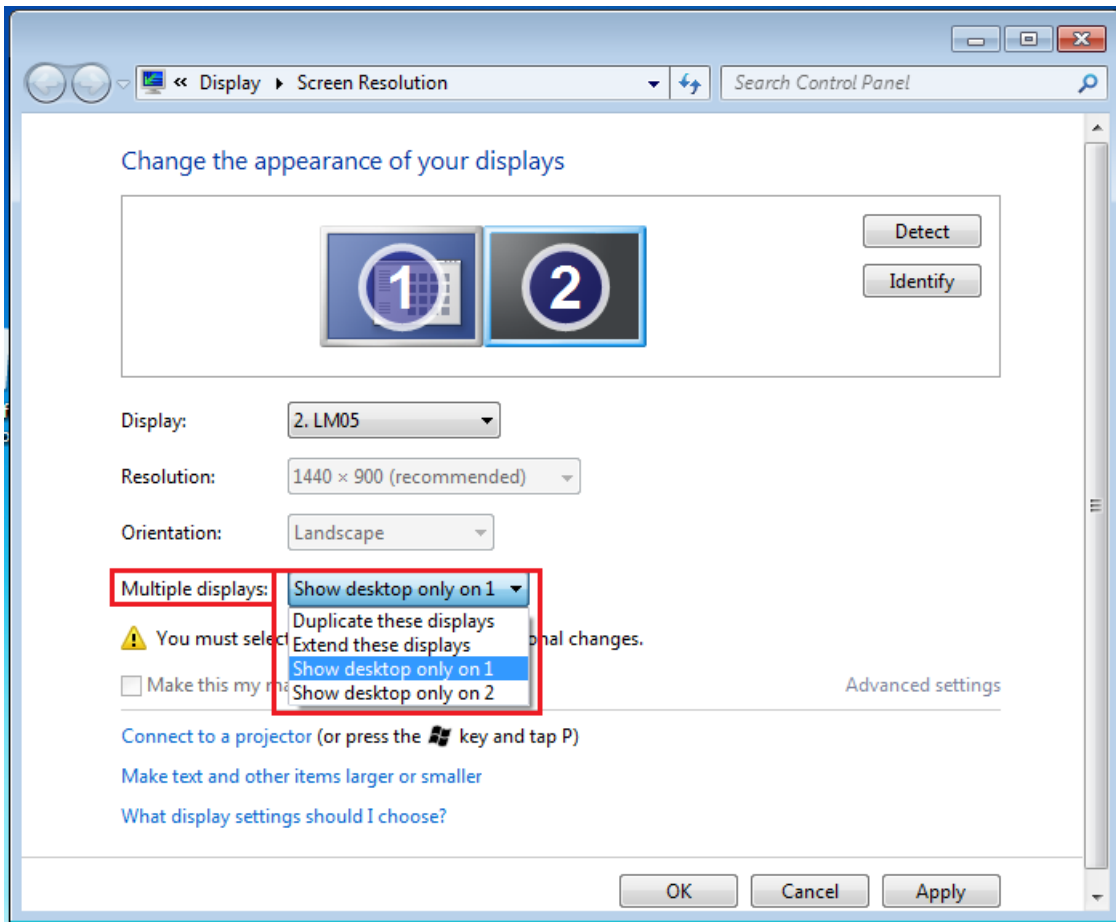 « Display ▸ Screen Resolution Search Control Panel
Change the appearance of your displays
1 2
Detect
Identify
Display: 2. LM05
Resolution: 1440 × 900 (recommended)
Orientation: Landscape
Multiple displays: Show desktop only on 1
Duplicate these displays
Extend these displays
Show desktop only on 1
Show desktop only on 2
You must select onal changes.
Make this my Advanced settings
Connect to a projector (or press the key and tap P)
Make text and other items larger or smaller
What display settings should I choose?
OK Cancel Apply